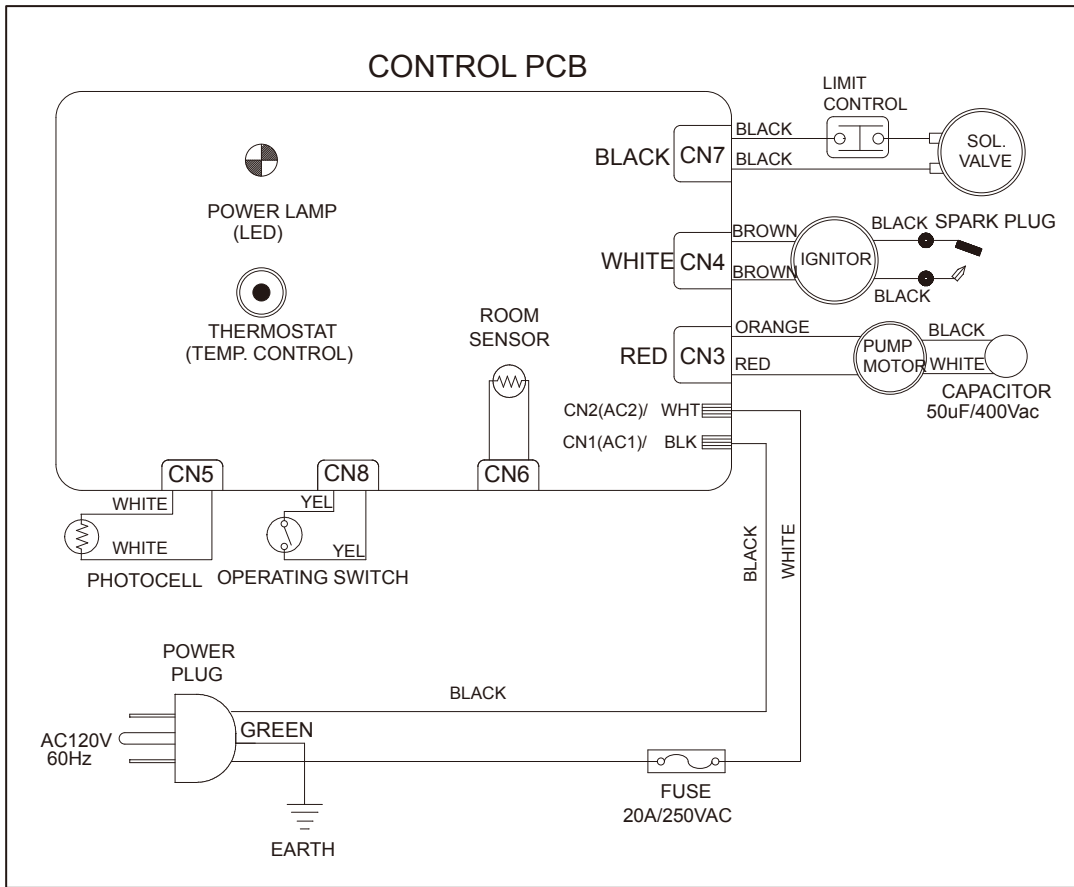 CONTROL PCB
LIMIT
CONTROL
BLACK
BLACK CN7
BLACK
SOL.
VALVE
POWER LAMP
(LED)
BROWN
WHITE CN4
BROWN
IGNITOR
BLACK
SPARK PLUG
BLACK
THERMOSTAT
(TEMP. CONTROL)
ROOM
SENSOR
ORANGE
RED CN3
RED
PUMP
MOTOR
BLACK
WHITE
CAPACITOR
50uF/400Vac
CN2(AC2)/ WHT
CN1(AC1)/ BLK
CN5
CN8
CN6
WHITE
WHITE
PHOTOCELL
YEL
YEL
OPERATING SWITCH
BLACK
WHITE
POWER
PLUG
BLACK
GREEN
AC120V
60Hz
FUSE
20A/250VAC
EARTH